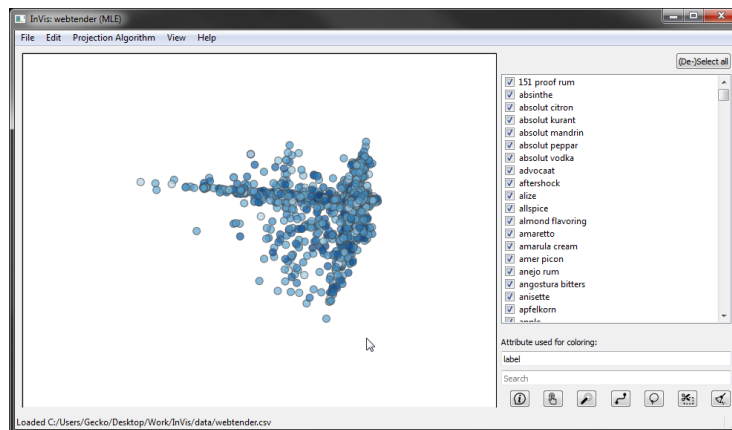 InVis: webtender (MLE)
File Edit Projection Algorithm View Help
(De-)Select all
151 proof rum
absinthe
absolut citron
absolut kurant
absolut mandrin
absolut peppar
absolut vodka
advocaat
aftershock
alize
allspice
almond flavoring
amaretto
amarula cream
amer picon
anejo rum
angostura bitters
anisette
apfelkorn
apple
Attribute used for coloring:
label
Search
Loaded C:/Users/Gecko/Desktop/Work/InVis/data/webtender.csv